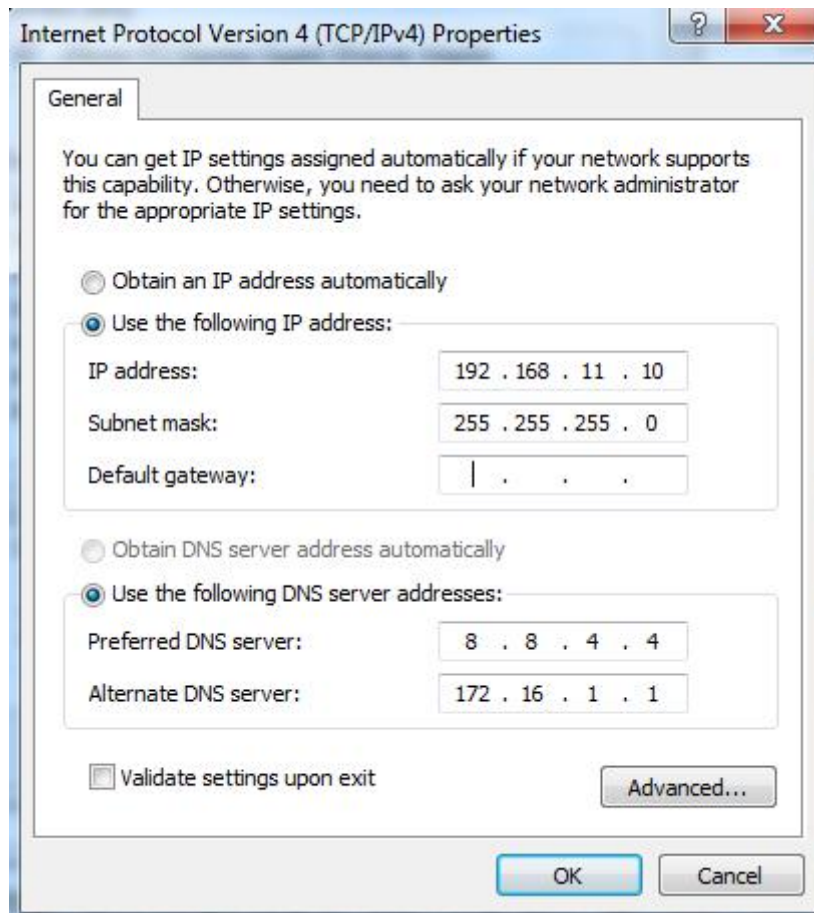 Internet Protocol Version 4 (TCP/IPv4) Properties
General
You can get IP settings assigned automatically if your network supports
this capability. Otherwise, you need to ask your network administrator
for the appropriate IP settings.
Obtain an IP address automatically
Use the following IP address:
IP address: 192 . 168 . 11 . 10
Subnet mask: 255 . 255 . 255 . 0
Default gateway: . . .
Obtain DNS server address automatically
Use the following DNS server addresses:
Preferred DNS server: 8 . 8 . 4 . 4
Alternate DNS server: 172 . 16 . 1 . 1
Validate settings upon exit
Advanced...
OK Cancel